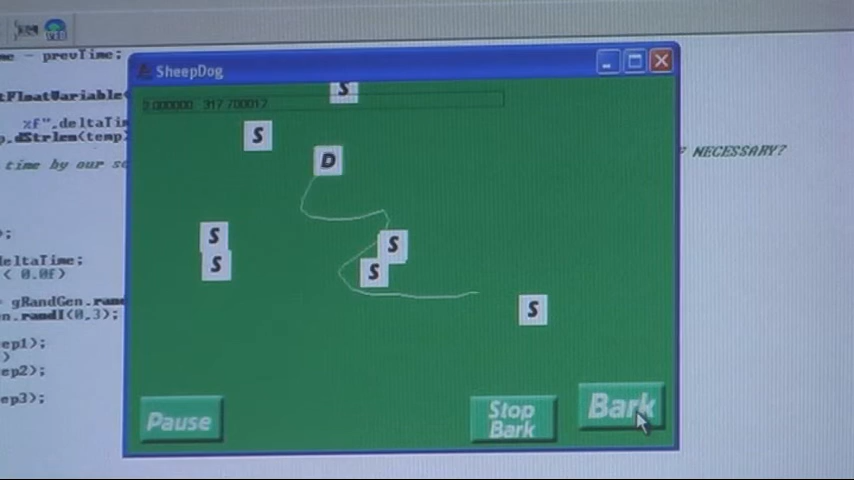 me - prevTime;
SheepDog
tFloatVariable(
S
%f",deltaTim
p.dStrlen(temp)
S
D
time by our sc
NECESSARY?
S
S
);
S
S
deltaTime;
( 0.0f)
= gRandGen.rand
en.randI(0,3);
S
ep1);
)
ep2);
ep3);
Pause
Stop
Bark
Bark